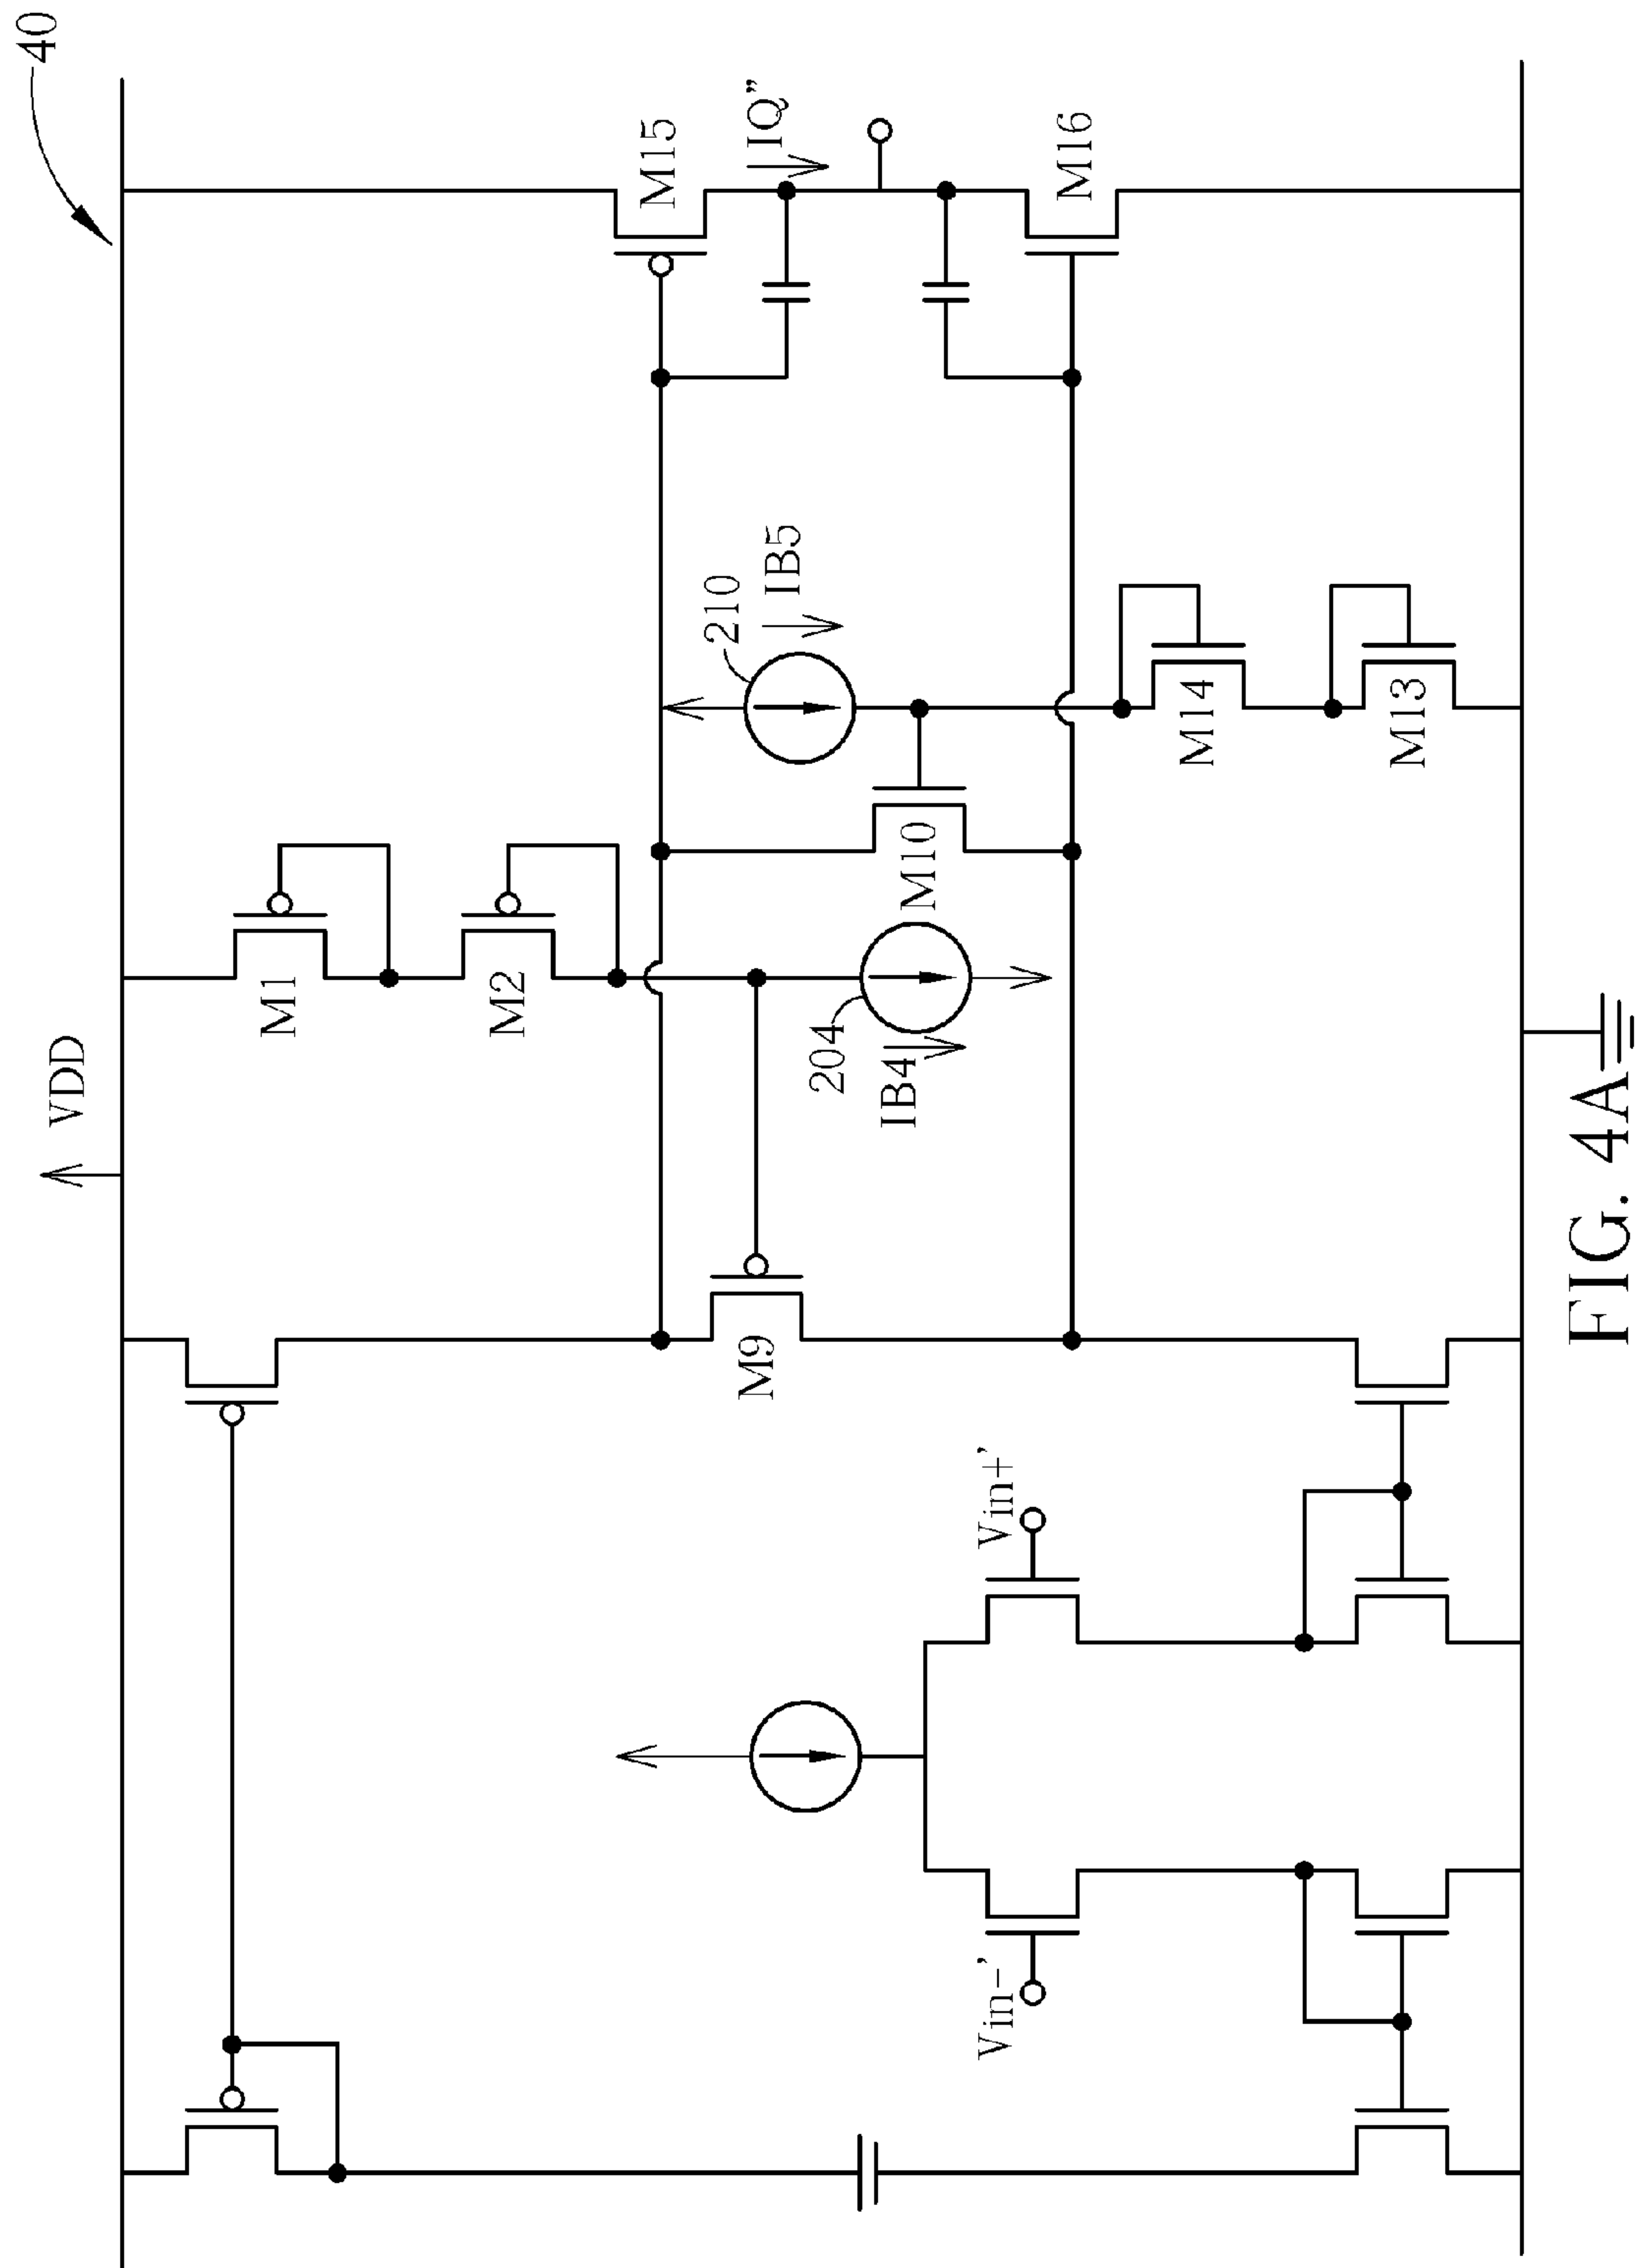 40
VDD
M1
M2
M15
IQ”
210
IB5
M9
204
IB4
M10
M14
M13
M16
Vin-’
Vin+’
FIG. 4A